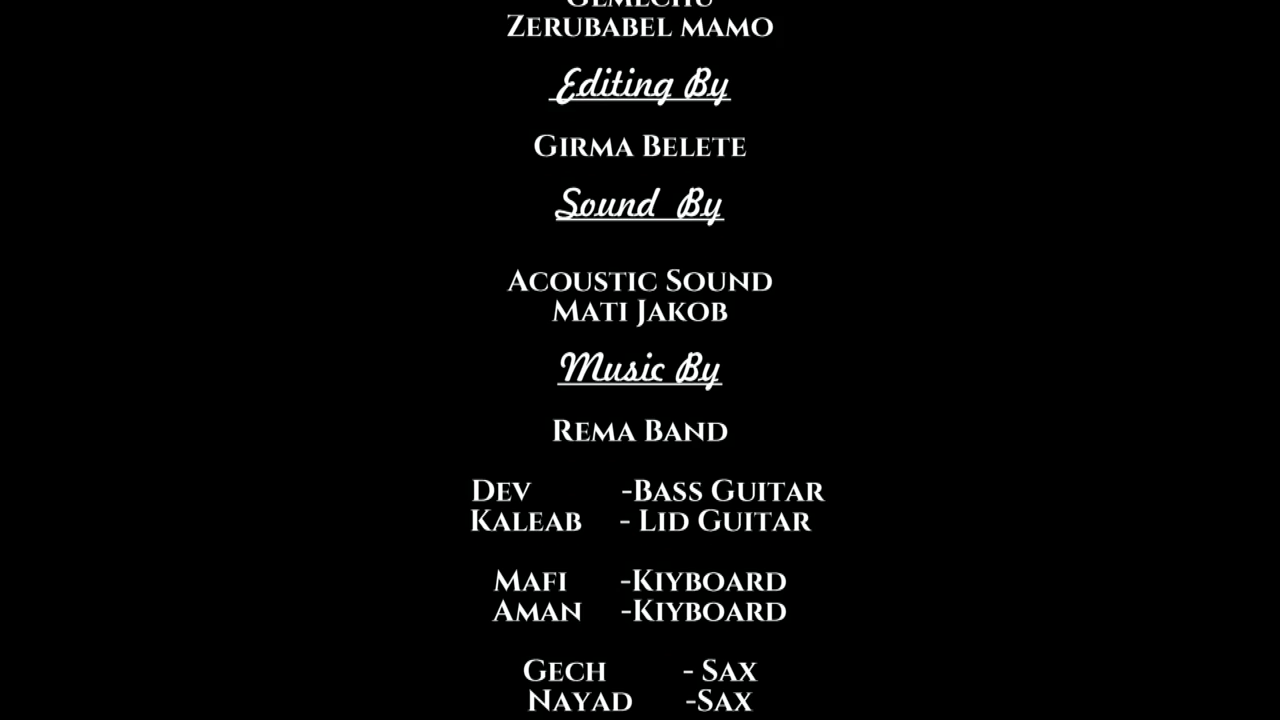 Gemechu
Zerubabel mamo
Editing By
Girma Belete
Sound By
Acoustic Sound
Mati Jakob
Music By
Rema Band
Dev -Bass Guitar
Kaleab - Lid Guitar
Mafi -Kiyboard
Aman -Kiyboard
Gech - Sax
Nayad -Sax